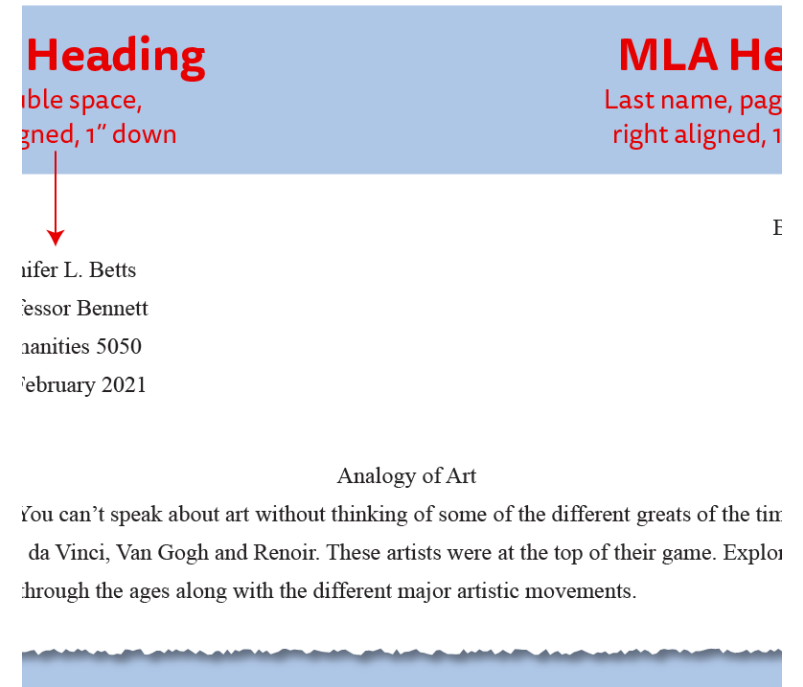 Heading
MLA He
uble space,
Last name, pag
gned, 1” down
right aligned, 1
E
nifer L. Betts
fessor Bennett
manities 5050
February 2021
Analogy of Art
You can’t speak about art without thinking of some of the different greats of the tim
da Vinci, Van Gogh and Renoir. These artists were at the top of their game. Explor
through the ages along with the different major artistic movements.